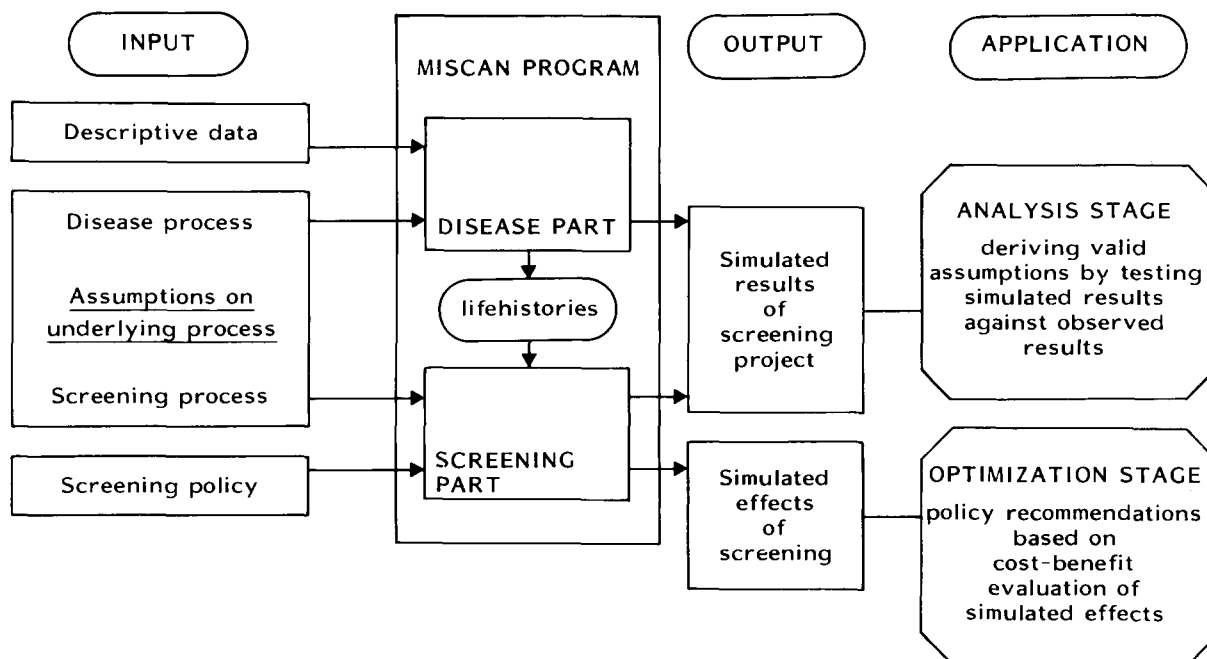 INPUT
OUTPUT
APPLICATION
MISCAN PROGRAM
Descriptive data
Disease process
Assumptions on
underlying process
Screening process
Screening policy
DISEASE PART
lifehistories
SCREENING
PART
Simulated
results
of
screening
project
Simulated
effects
of
screening
ANALYSIS STAGE
deriving valid
assumptions by testing
simulated results
against observed
results
OPTIMIZATION STAGE
policy recommendations
based on
cost-benefit
evaluation of
simulated effects